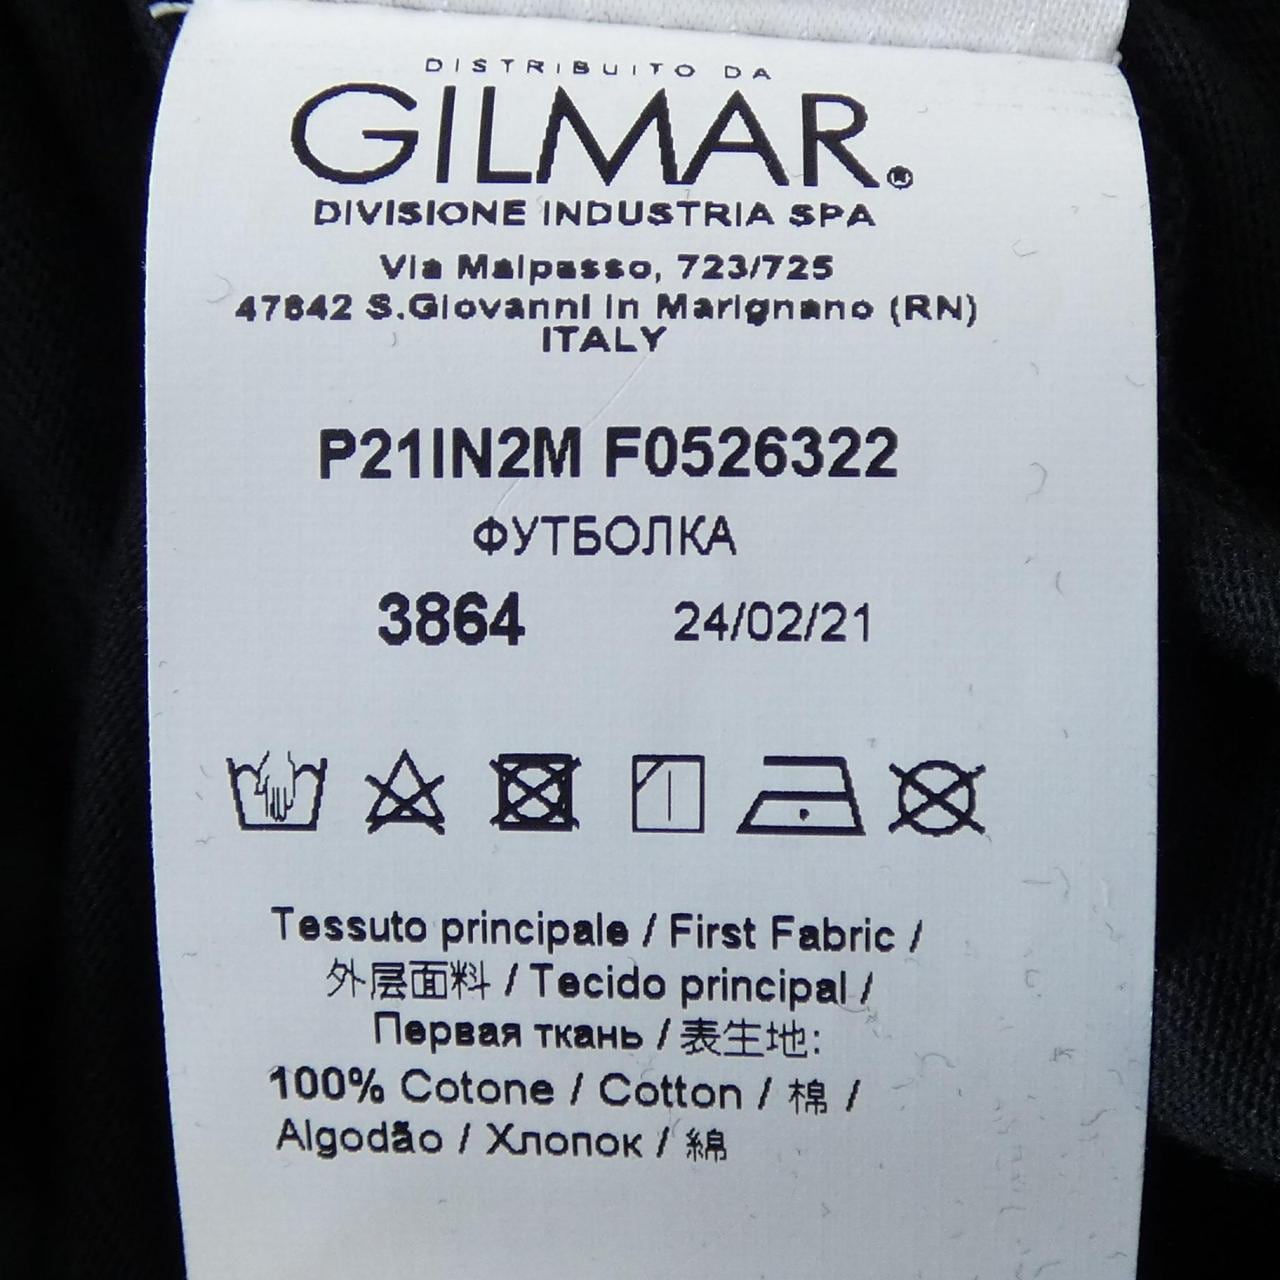 DISTRIBUITO DA
GILMAR®
DIVISIONE INDUSTRIA SPA
Via Malpasso, 723/725
47842 S.Giovanni in Marignano (RN)
ITALY
P21IN2M F0526322
ФУТБОЛКА
3864 24/02/21
Tessuto principale / First Fabric /
外层面料 / Tecido principal /
Первая ткань / 表生地:
100% Cotone / Cotton / 棉 /
Algodão / Хлопок / 綿